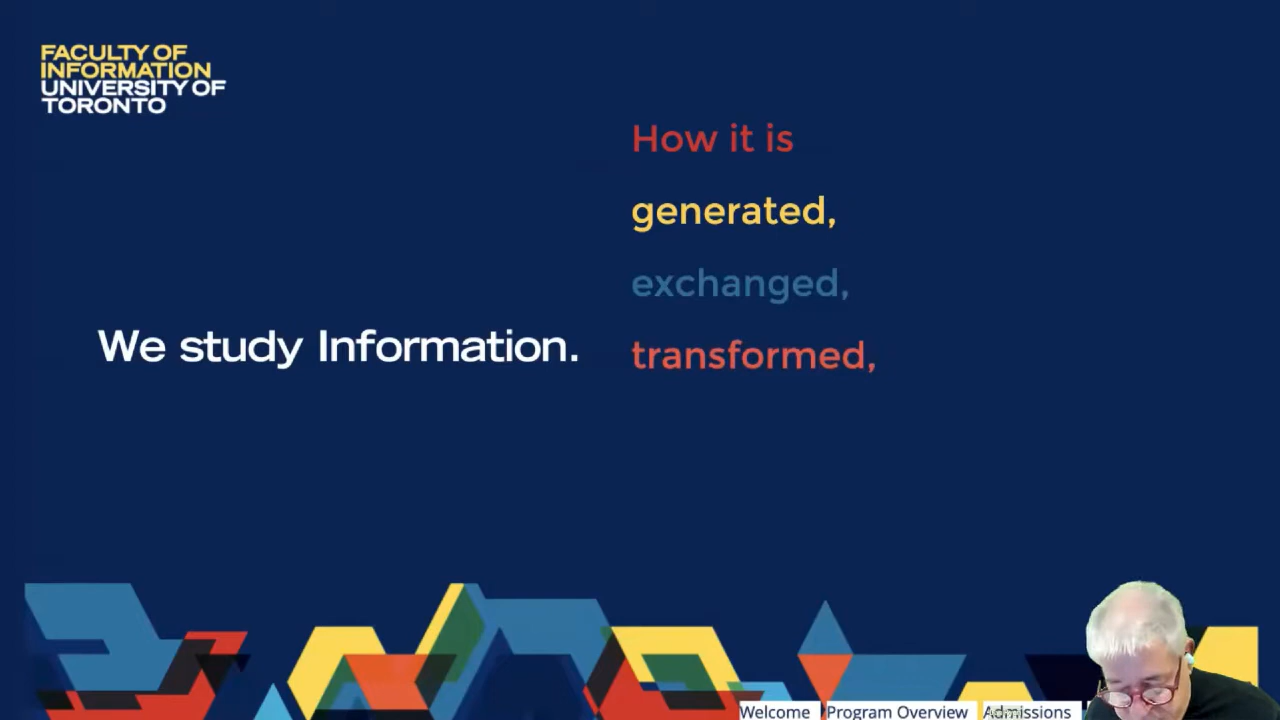 FACULTY OF
INFORMATION
UNIVERSITY OF
TORONTO
How it is
generated,
exchanged,
We study Information.
transformed,
Welcome
Program Overview
Admissions